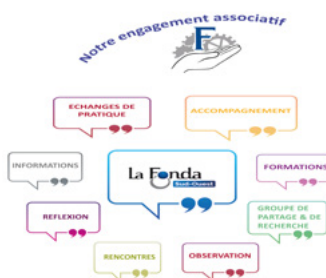 Notre engagement associatif
F
ECHANGES DE
PRATIQUE
ACCOMPAGNEMENT
INFORMATIONS
La Fonda
Sud-Ouest
FORMATIONS
REFLEXION
GROUPE DE
PARTAGE & DE
RECHERCHE
RENCONTRES
OBSERVATION